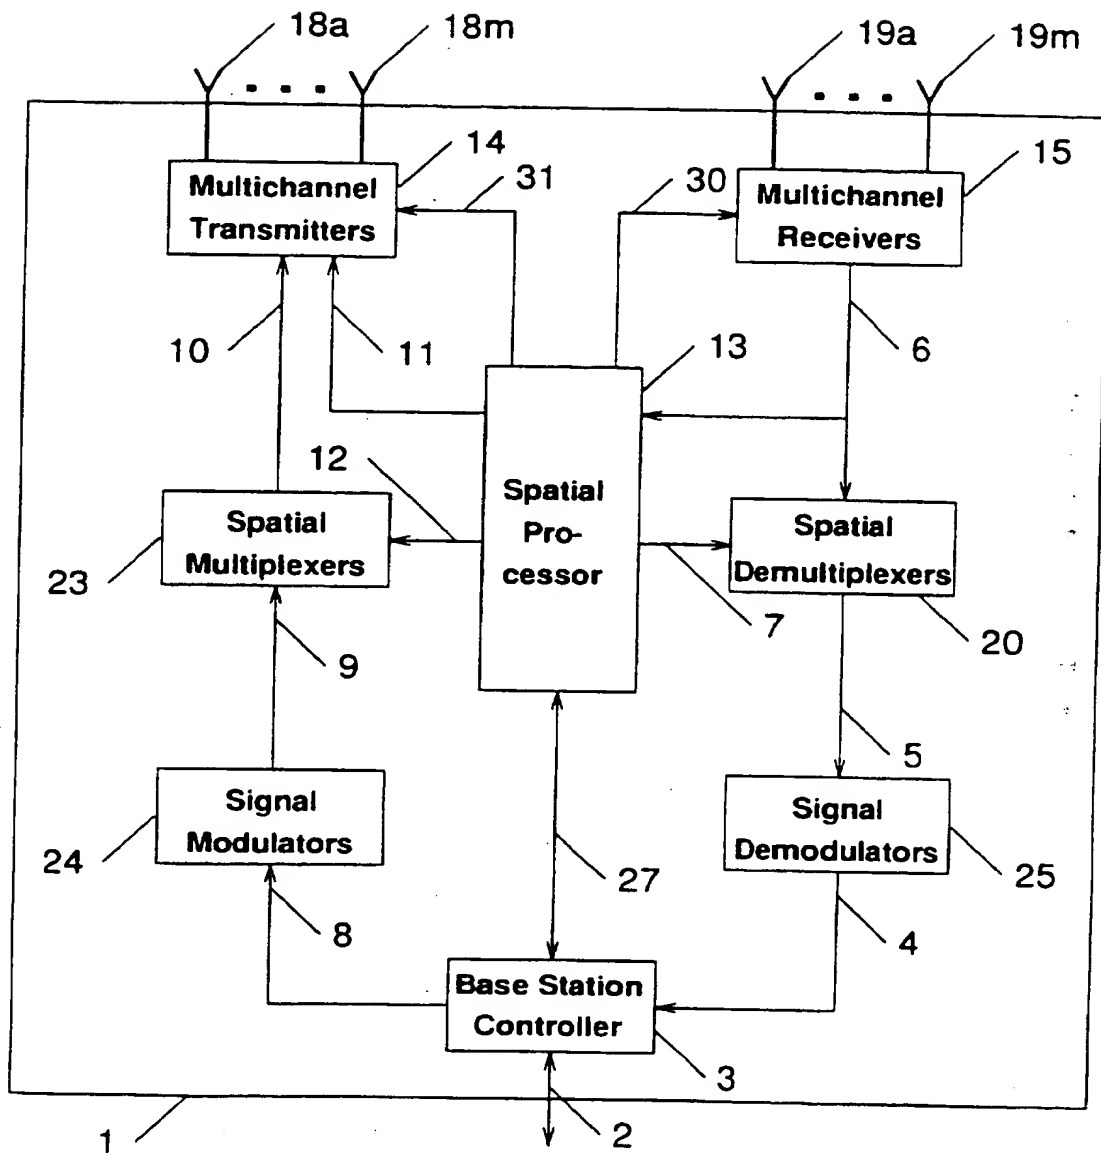 18a
18m
19a
19m
14
31
30
15
Multichannel
Transmitters
Multichannel
Receivers
10
11
13
6
12
Spatial
Pro-
cessor
Spatial
Multiplexers
Spatial
Demultiplexers
23
7
20
9
5
Signal
Modulators
Signal
Demodulators
24
27
25
8
4
Base Station
Controller
3
1
2